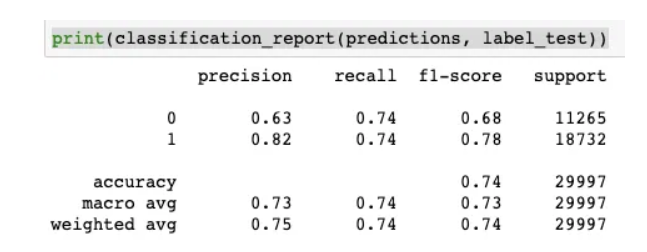 print(classification_report(predictions, label_test))
precision recall f1-score support
0 0.63 0.74 0.68 11265
1 0.82 0.74 0.78 18732
accuracy 0.74 29997
macro avg 0.73 0.74 0.73 29997
weighted avg 0.75 0.74 0.74 29997